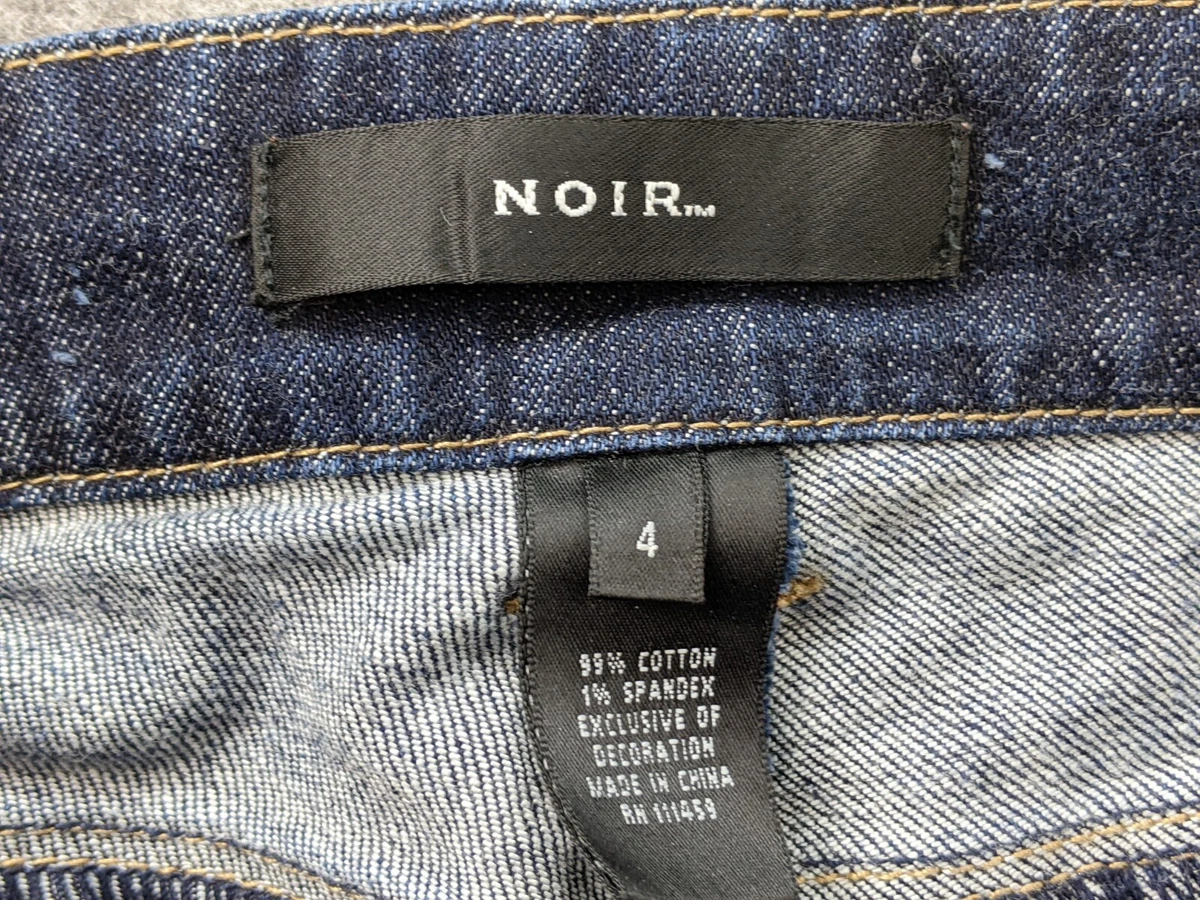 NOIR™
4
99% COTTON
1% SPANDEX
EXCLUSIVE OF
DECORATION
MADE IN CHINA
RN 111459